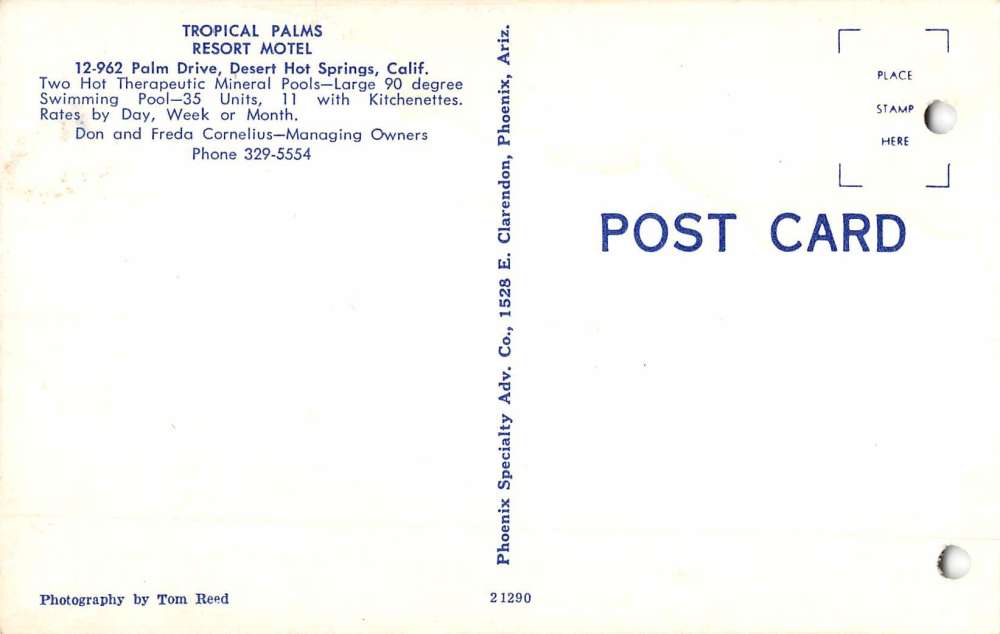 TROPICAL PALMS
RESORT MOTEL
12-962 Palm Drive, Desert Hot Springs, Calif.
Two Hot Therapeutic Mineral Pools—Large 90 degree
Swimming Pool—35 Units, 11 with Kitchenettes.
Rates by Day, Week or Month.
Don and Freda Cornelius—Managing Owners
Phone 329-5554
Photography by Tom Reed
Phoenix Specialty Adv. Co., 1528 E. Clarendon, Phoenix, Ariz.
21290
PLACE
STAMP
HERE
POST CARD